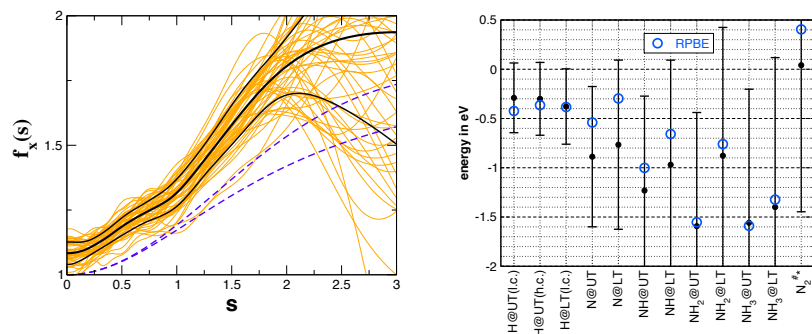 2
1.5
1
f_x(s)
0 0.5 1 1.5 2 2.5 3
s
0.5
0
-0.5
-1
-1.5
-2
energy in eV
RPBE
H@UT(l.c.)
H@UT(h.c.)
H@LT(l.c.)
N@UT
N@LT
NH@UT
NH@LT
NH₂@UT
NH₂@LT
NH₃@UT
NH₃@LT
N₂^#*